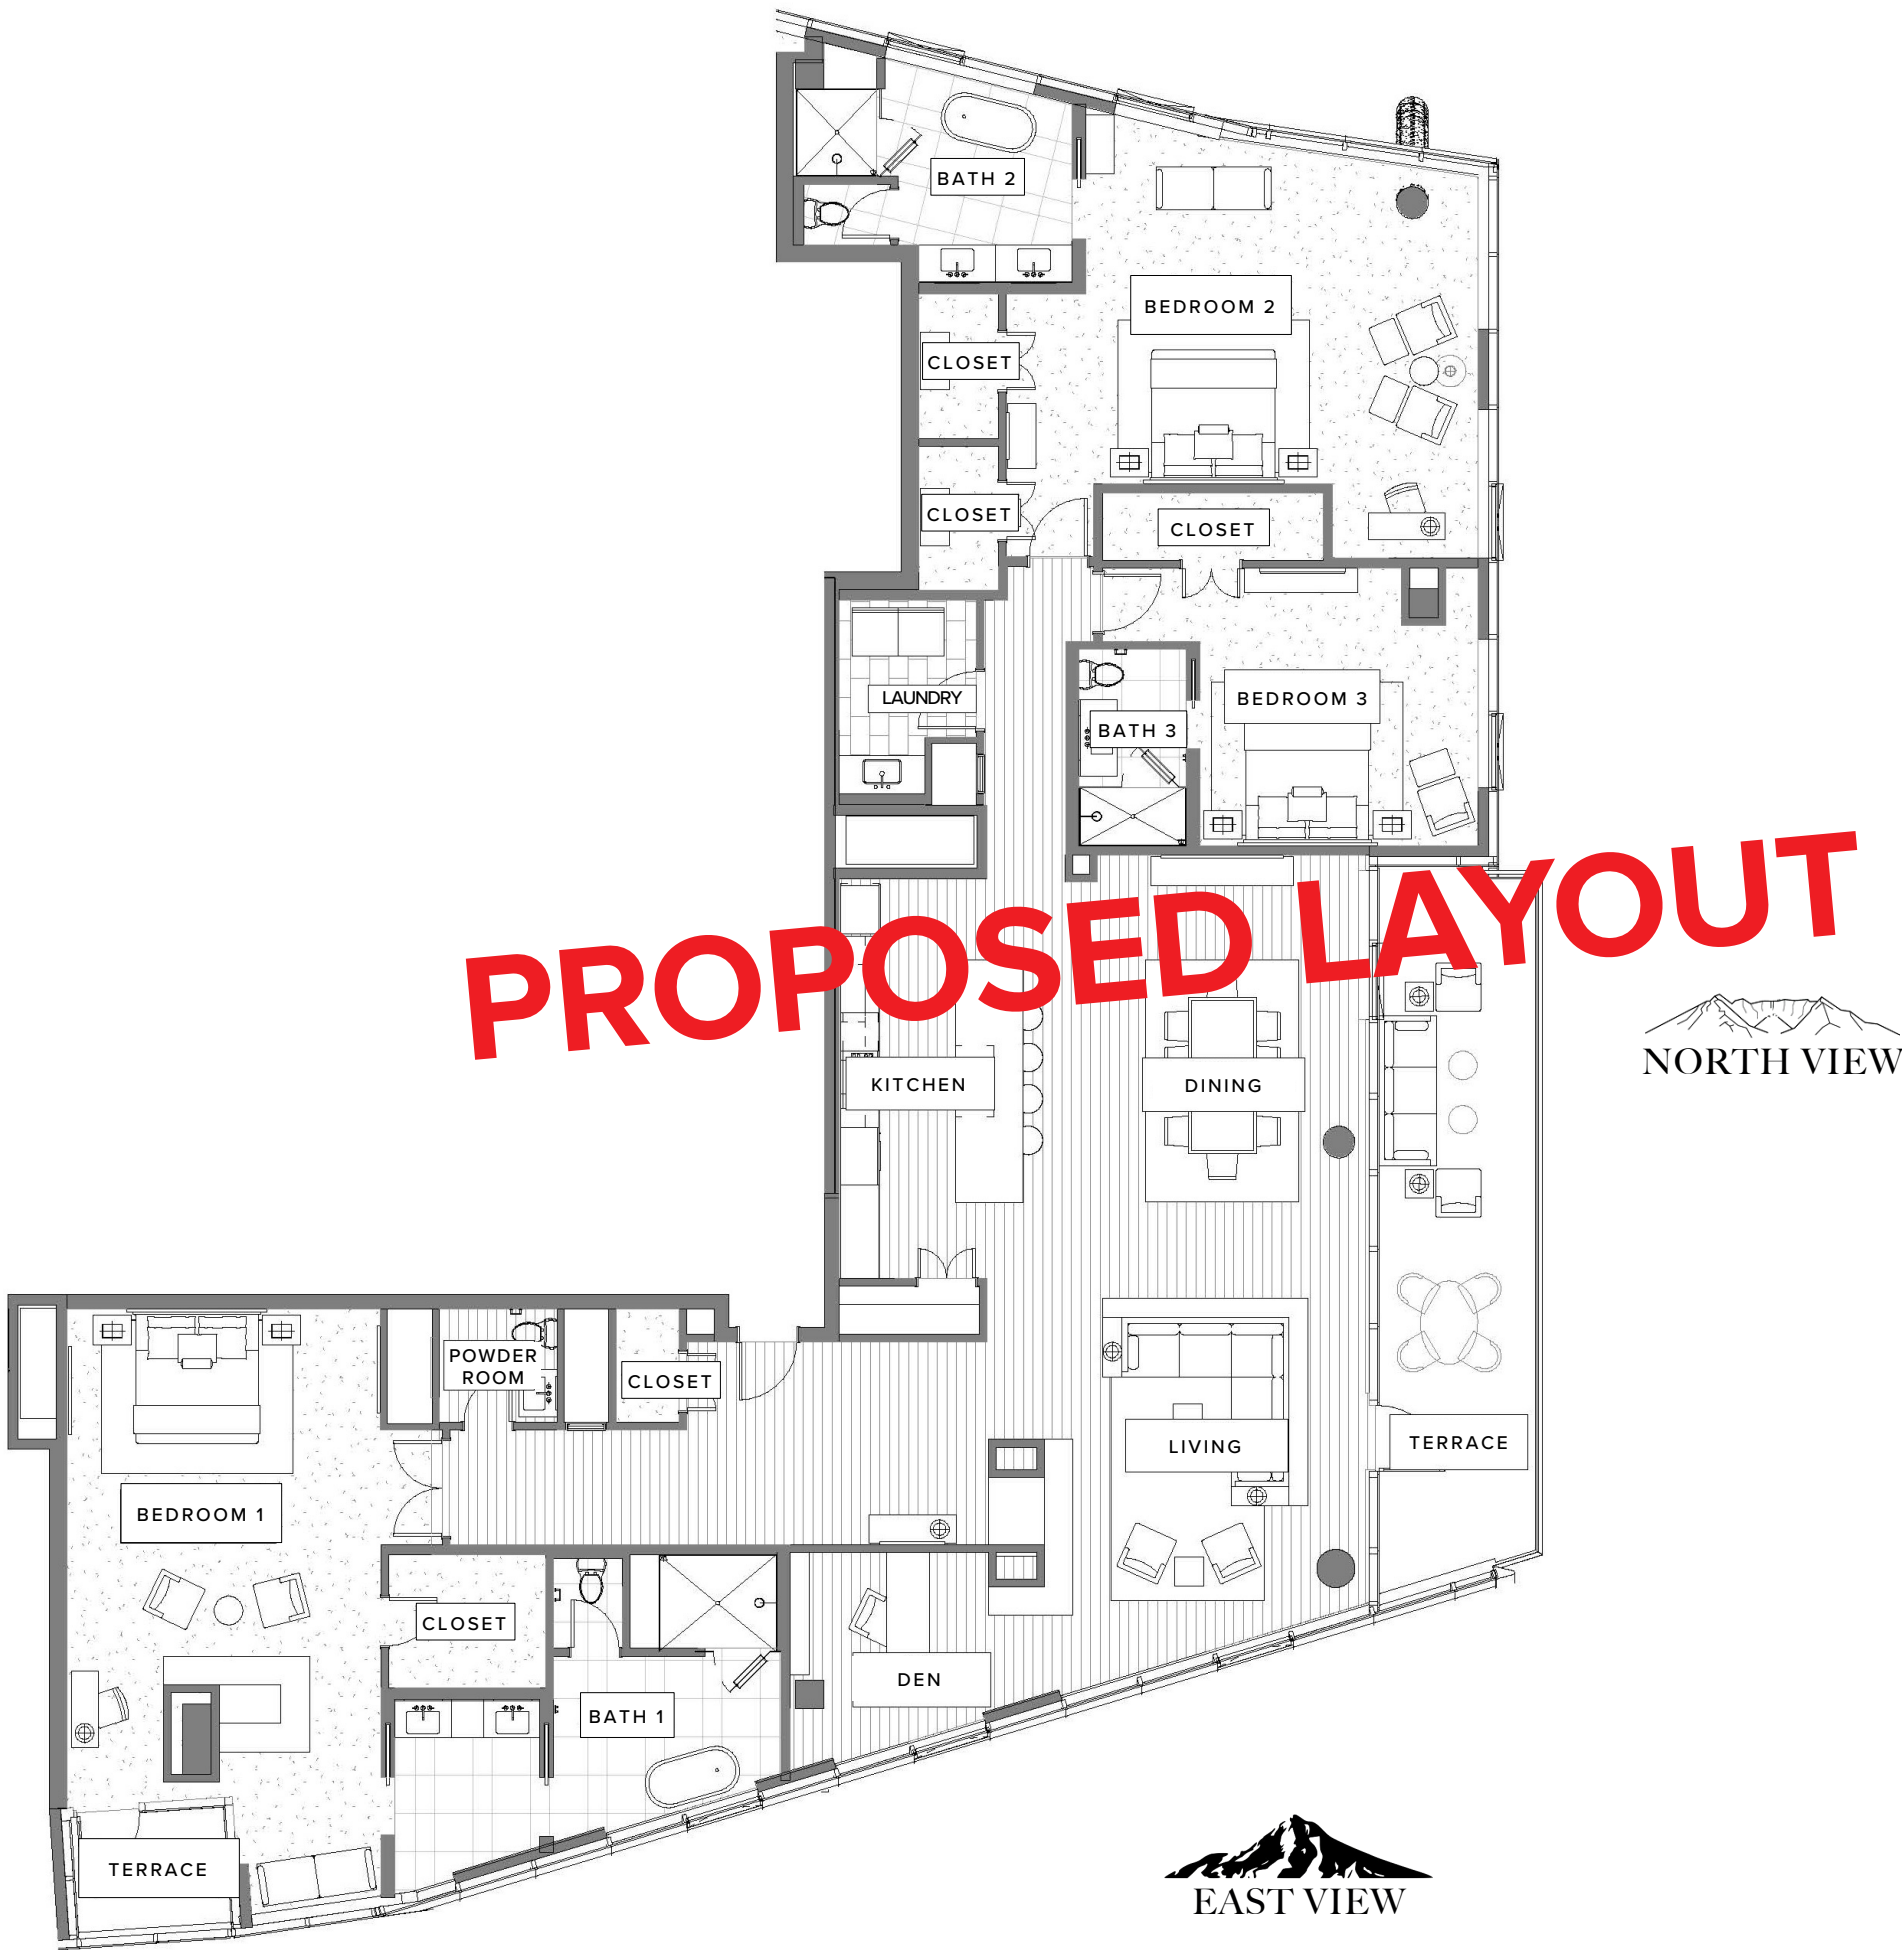 BATH 2
BEDROOM 2
CLOSET
CLOSET
CLOSET
LAUNDRY
BEDROOM 3
BATH 3
PROPOSED LAYOUT
NORTH VIEW
KITCHEN
DINING
POWDER
ROOM
CLOSET
LIVING
TERRACE
BEDROOM 1
CLOSET
DEN
BATH 1
TERRACE
EAST VIEW